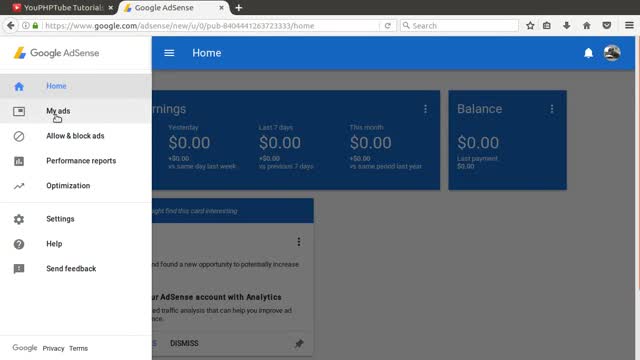 YouPHPTube Tutorial:
Google AdSense
https://www.google.com/adsense/new/u/0/pub-8404441263723333/home
Search
Google AdSense
Home
Home
My ads
Allow & block ads
Performance reports
Optimization
Settings
Help
Send feedback
Google Privacy Terms
rnings
Yesterday
$0.00
+$0.00
vs same day last week
Last 7 days
$0.00
+$0.00
vs previous 7 days
This month
$0.00
+$0.00
vs same period last year
Balance
$0.00
Last payment
$0.00
ght find this card interesting
nd found a new opportunity to potentially increase
ur AdSense account with Analytics
ed traffic analysis that can help you improve ad
S DISMISS